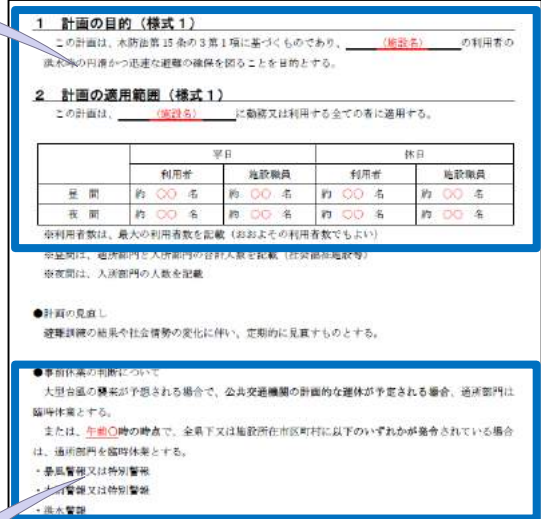 1 計画の目的（様式１）
この計画は、水防法第15条の3第1項に基づくものであり、（施設名）の利用者の
洪水時の円滑かつ迅速な避難の確保を図ることを目的とする。
2 計画の適用範囲（様式１）
この計画は、（施設名）に勤務又は利用する全ての者に適用する。
平日 休日
利用者 施設職員 利用者 施設職員
昼 間 約 〇〇 名 約 〇〇 名 約 〇〇 名 約 〇〇 名
夜 間 約 〇〇 名 約 〇〇 名 約 〇〇 名 約 〇〇 名
※利用者数は、最大の利用者数を記載（おおよその利用者数でもよい）
※昼間は、通所部門と入所部門の合計人数を記載（社会福祉施設等）
※夜間は、入所部門の人数を記載
●計画の見直し
避難訓練の結果や社会情勢の変化に伴い、定期的に見直すものとする。
●事前休業の判断について
大型台風の襲来が予想される場合で、公共交通機関の計画的な運休が予定される場合、通所部門は
臨時休業とする。
または、午前〇時の時点で、全県下又は施設所在市区町村に以下のいずれかが発令されている場合
は、通所部門を臨時休業とする。
・暴風警報又は特別警報
・大雨警報又は特別警報
・洪水警報